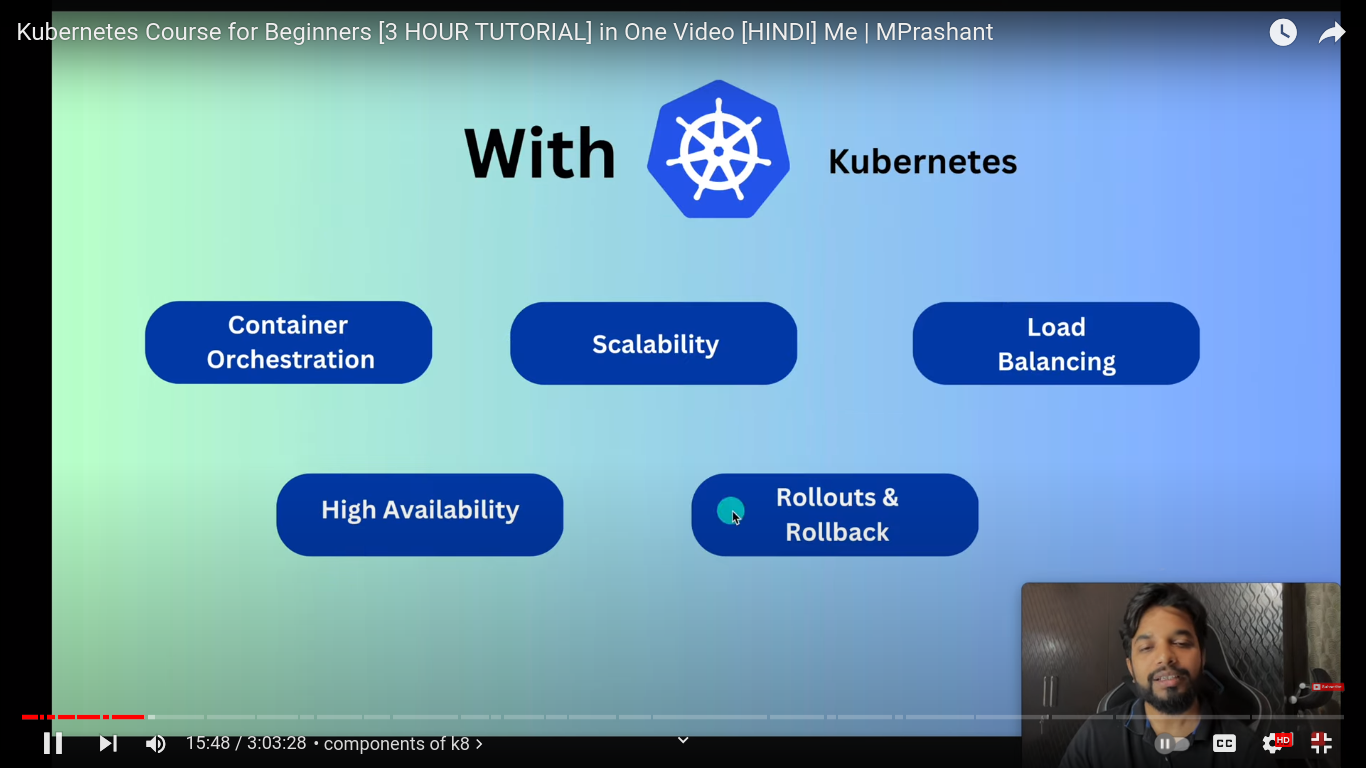 Kubernetes Course for Beginners [3 HOUR TUTORIAL] in One Video [HINDI] Me | MPrashant
With
Kubernetes
Container
Orchestration
Scalability
Load
Balancing
High Availability
Rollouts &
Rollback
Subscribe
15:48 / 3:03:28 • components of k8 >
CC
HD